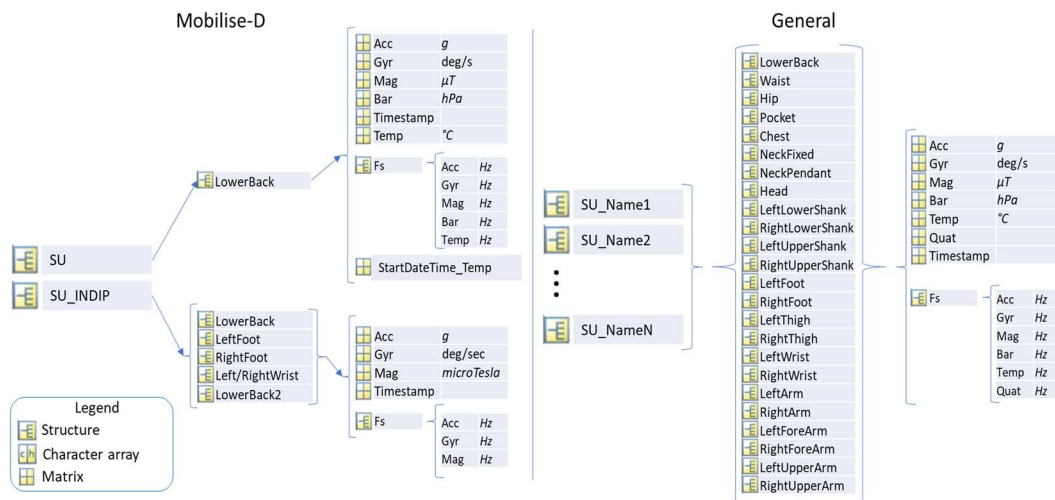 Mobilise-D
Acc g
Gyr deg/s
Mag µT
Bar hPa
Timestamp
Temp °C
Fs
Acc Hz
Gyr Hz
Mag Hz
Bar Hz
Temp Hz
StartDateTime_Temp
LowerBack
SU
SU_INDIP
LowerBack
LeftFoot
RightFoot
Left/RightWrist
LowerBack2
Acc g
Gyr deg/sec
Mag microTesla
Timestamp
Fs
Acc Hz
Gyr Hz
Mag Hz
Legend
Structure
ch Character array
Matrix
General
SU_Name1
SU_Name2
SU_NameN
LowerBack
Waist
Hip
Pocket
Chest
NeckFixed
NeckPendant
Head
LeftLowerShank
RightLowerShank
LeftUpperShank
RightUpperShank
LeftFoot
RightFoot
LeftThigh
RightThigh
LeftWrist
RightWrist
LeftArm
RightArm
LeftForeArm
RightForeArm
LeftUpperArm
RightUpperArm
Acc g
Gyr deg/s
Mag µT
Bar hPa
Temp °C
Quat
Timestamp
Fs
Acc Hz
Gyr Hz
Mag Hz
Bar Hz
Temp Hz
Quat Hz